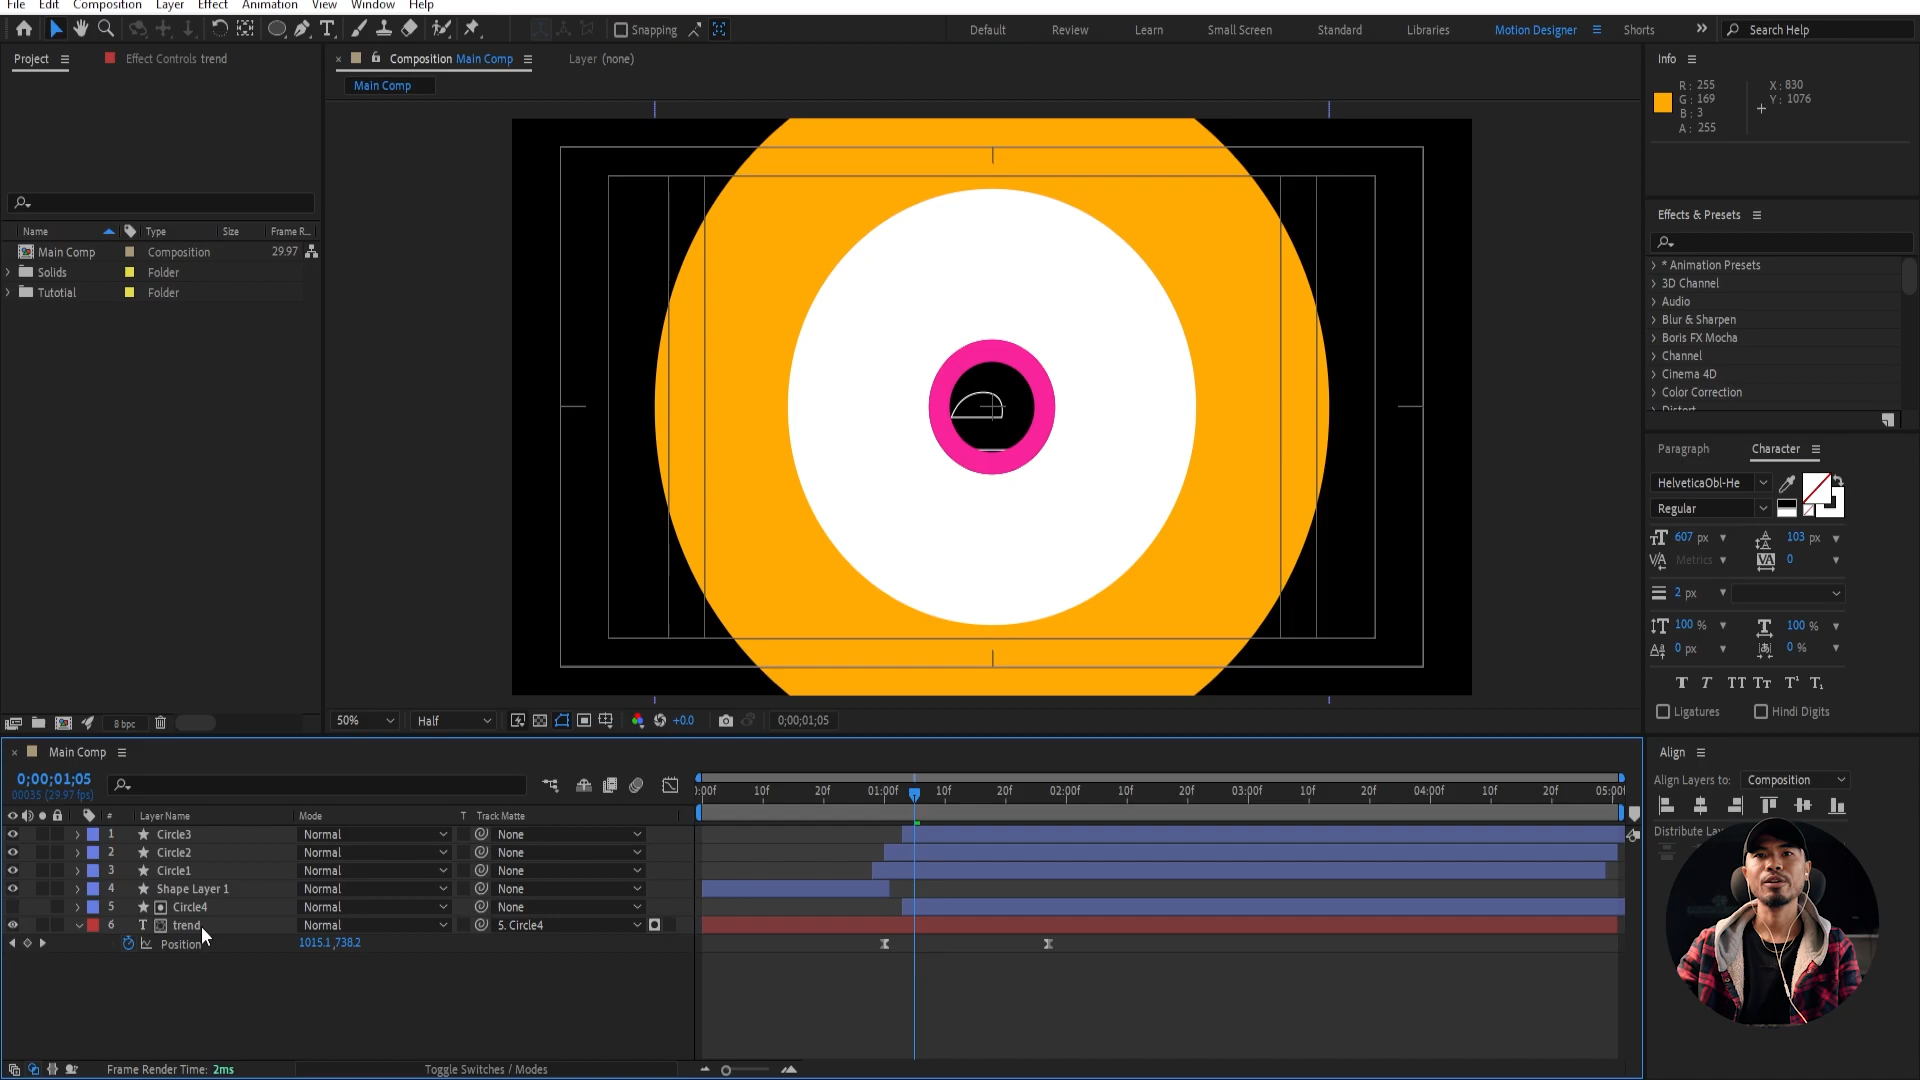 File Edit Composition Layer Effect Animation View Window Help
Snapping
Default Review Learn Small Screen Standard Libraries Motion Designer Shorts Search Help
Project Effect Controls trend
Composition Main Comp Layer (none)
Main Comp
Name Type Size Frame R...
Main Comp Composition 29.97
Solids Folder
Tutotial Folder
8 bpc
50% Half +0.0 0;00;01;05
Info
R: 255 X: 830
G: 169 Y: 1076
B: 3
A: 255
Effects & Presets
* Animation Presets
3D Channel
Audio
Blur & Sharpen
Boris FX Mocha
Channel
Cinema 4D
Color Correction
Distort
Paragraph Character
HelveticaObl-He
Regular
607 px 103 px
Metrics 0
2 px
100 % 100 %
0 px 0 %
Ligatures Hindi Digits
Align
Align Layers to: Composition
Distribute
Main Comp
0;00;01;05
00035 (29.97 fps)
# Layer Name Mode T Track Matte
1 Circle3 Normal None
2 Circle2 Normal None
3 Circle1 Normal None
4 Shape Layer 1 Normal None
5 Circle4 Normal None
6 trend Normal 5. Circle4
Position 1015.1,738.2
:00f 10f 20f 01:00f 10f 20f 02:00f 10f 20f 03:00f 10f 20f 04:00f 10f 20f 05:00f
Frame Render Time: 2ms Toggle Switches / Modes